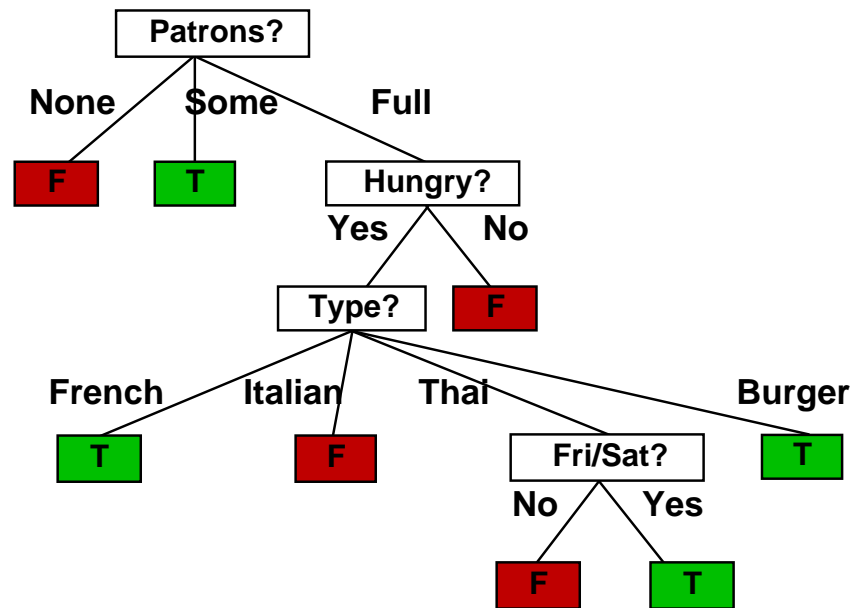 Patrons?
None Some Full
F T Hungry?
Yes No
Type? F
French Italian Thai Burger
T F Fri/Sat? T
No Yes
F T